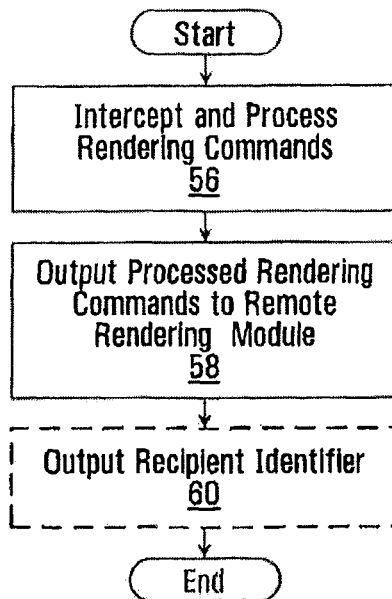 Start
Intercept and Process
Rendering Commands
56
Output Processed Rendering
Commands to Remote
Rendering Module
58
Output Recipient Identifier
60
End